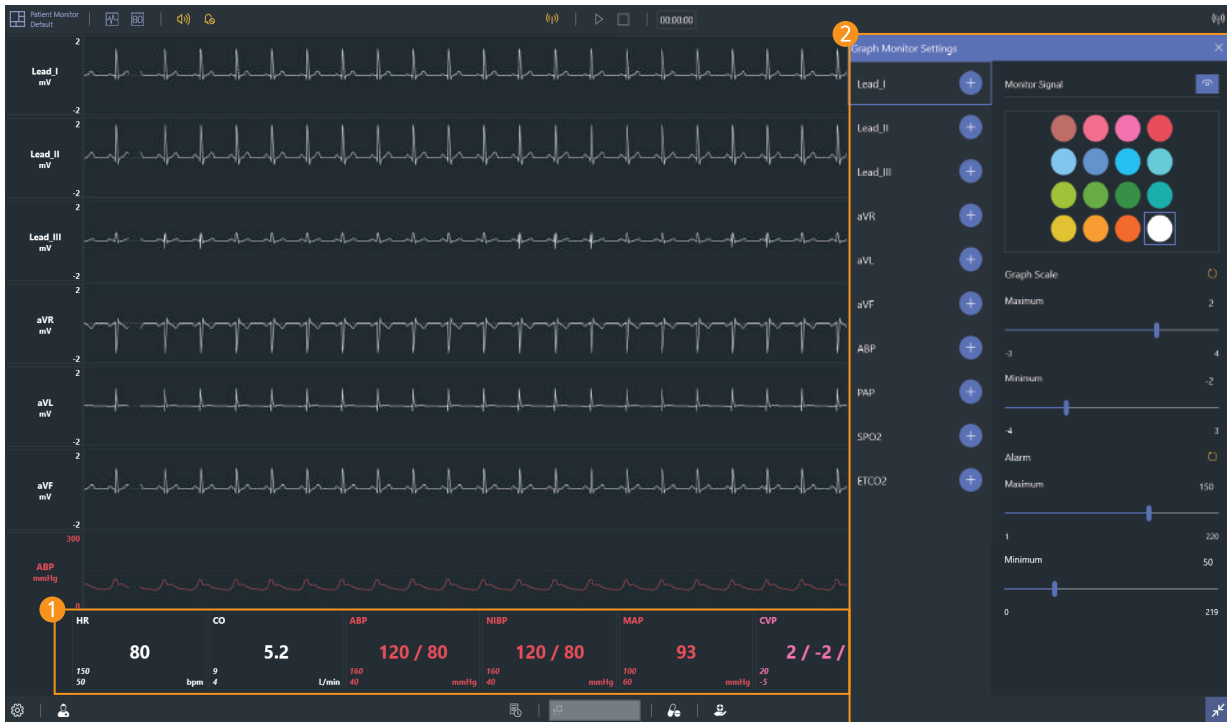 Patient Monitor
Default
80
00:00:00
2
Lead_I
mV
-2
2
Lead_II
mV
-2
2
Lead_III
mV
-2
2
aVR
mV
-2
2
aVL
mV
-2
2
aVF
mV
-2
300
ABP
mmHg
0
1
HR
80
150
50 bpm
CO
5.2
9
4 L/min
ABP
120 / 80
160
40 mmHg
NIBP
120 / 80
160
40 mmHg
MAP
93
100
60 mmHg
CVP
2 / -2 /
20
-5
2
Graph Monitor Settings
Lead_I
Lead_II
Lead_III
aVR
aVL
aVF
ABP
PAP
SPO2
ETCO2
Monitor Signal
Graph Scale
Maximum 2
-3 4
Minimum -2
-4 3
Alarm
Maximum 150
1 220
Minimum 50
0 219